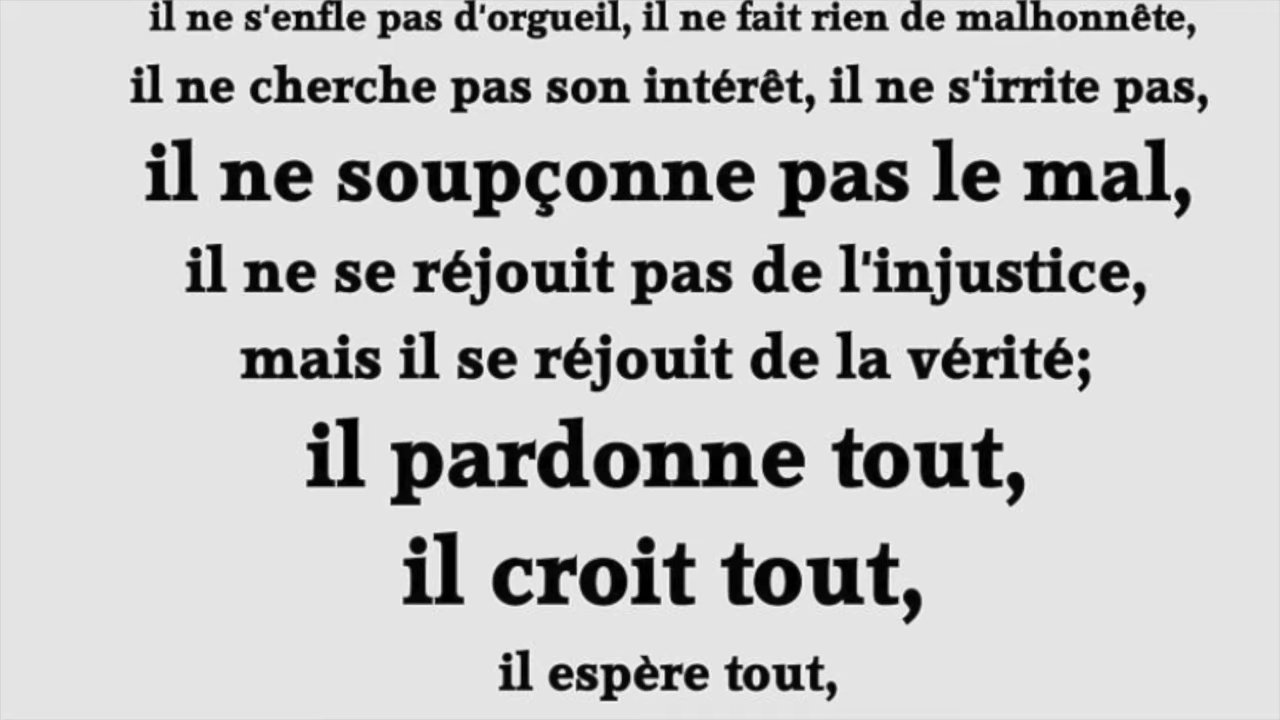 il ne s'enfle pas d'orgueil, il ne fait rien de malhonnête,
il ne cherche pas son intérêt, il ne s'irrite pas,
il ne soupçonne pas le mal,
il ne se réjouit pas de l'injustice,
mais il se réjouit de la vérité;
il pardonne tout,
il croit tout,
il espère tout,